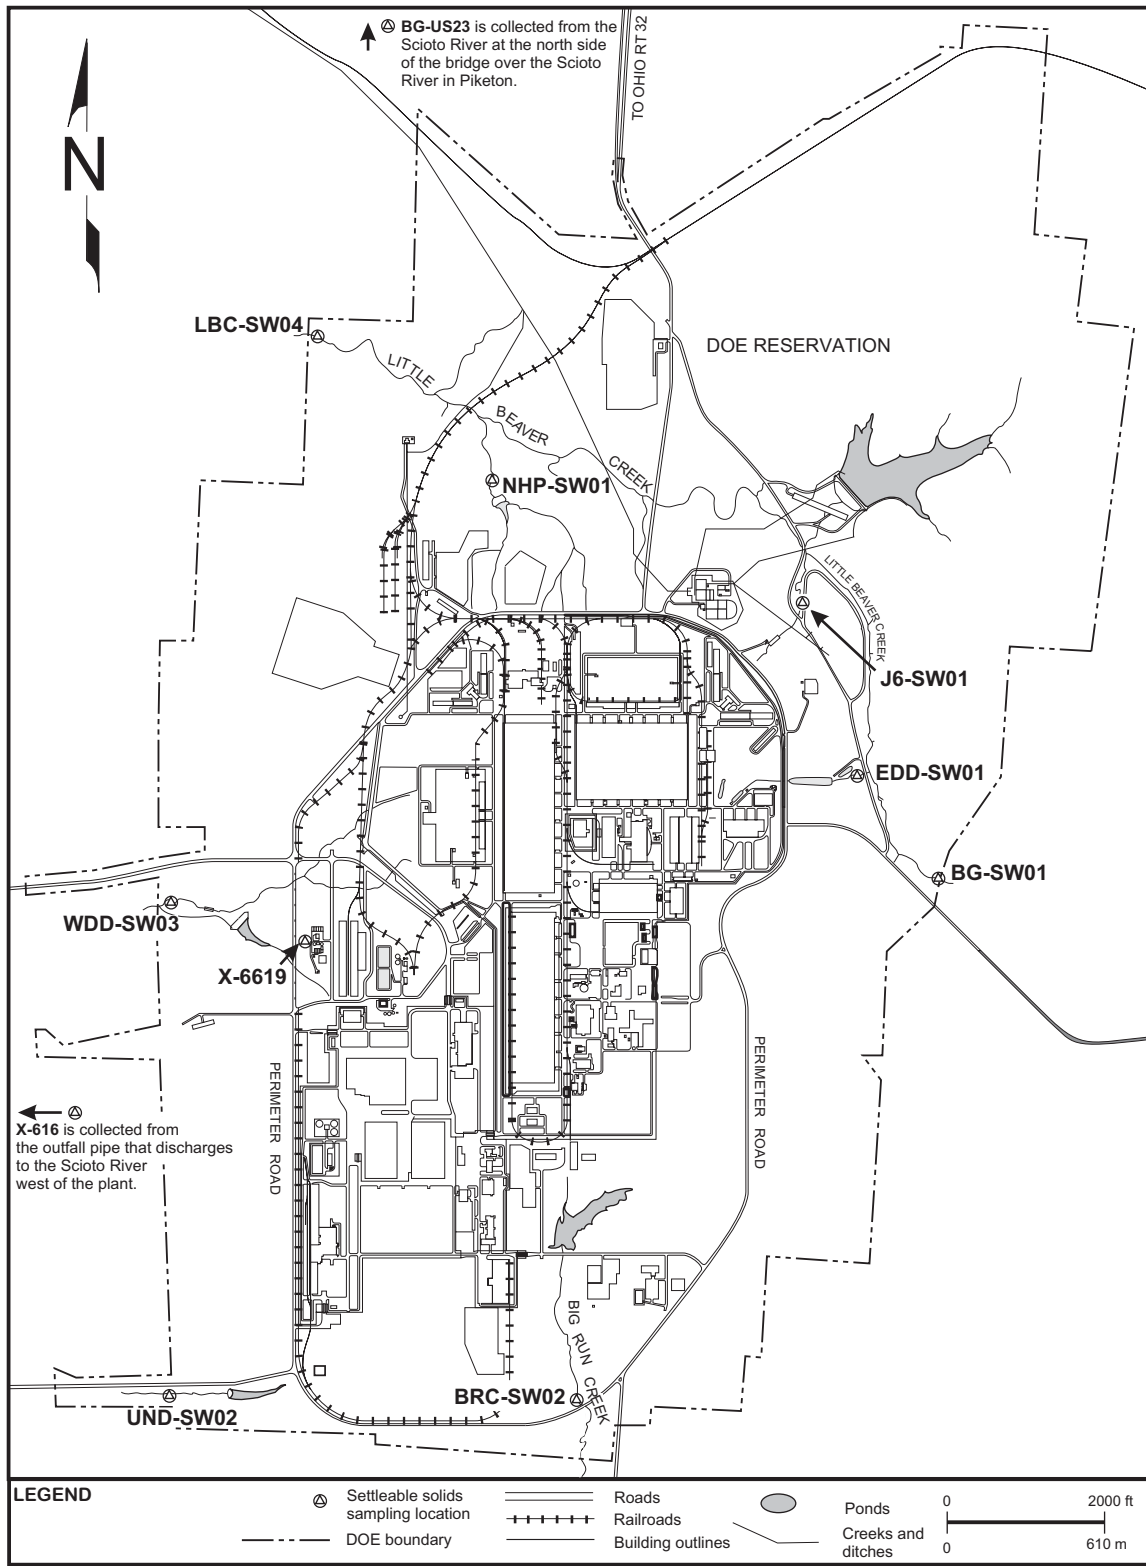 BG-US23 is collected from the
Scioto River at the north side
of the bridge over the Scioto
River in Piketon.
TO OHIO RT 32
N
LBC-SW04
DOE RESERVATION
LITTLE
BEAVER
CREEK
NHP-SW01
LITTLE BEAVER CREEK
J6-SW01
EDD-SW01
BG-SW01
WDD-SW03
X-6619
PERIMETER ROAD
PERIMETER ROAD
X-616 is collected from
the outfall pipe that discharges
to the Scioto River
west of the plant.
BIG RUN CREEK
BRC-SW02
UND-SW02
LEGEND
Settleable solids
sampling location
DOE boundary
Roads
Railroads
Building outlines
Ponds
Creeks and
ditches
0 2000 ft
0 610 m